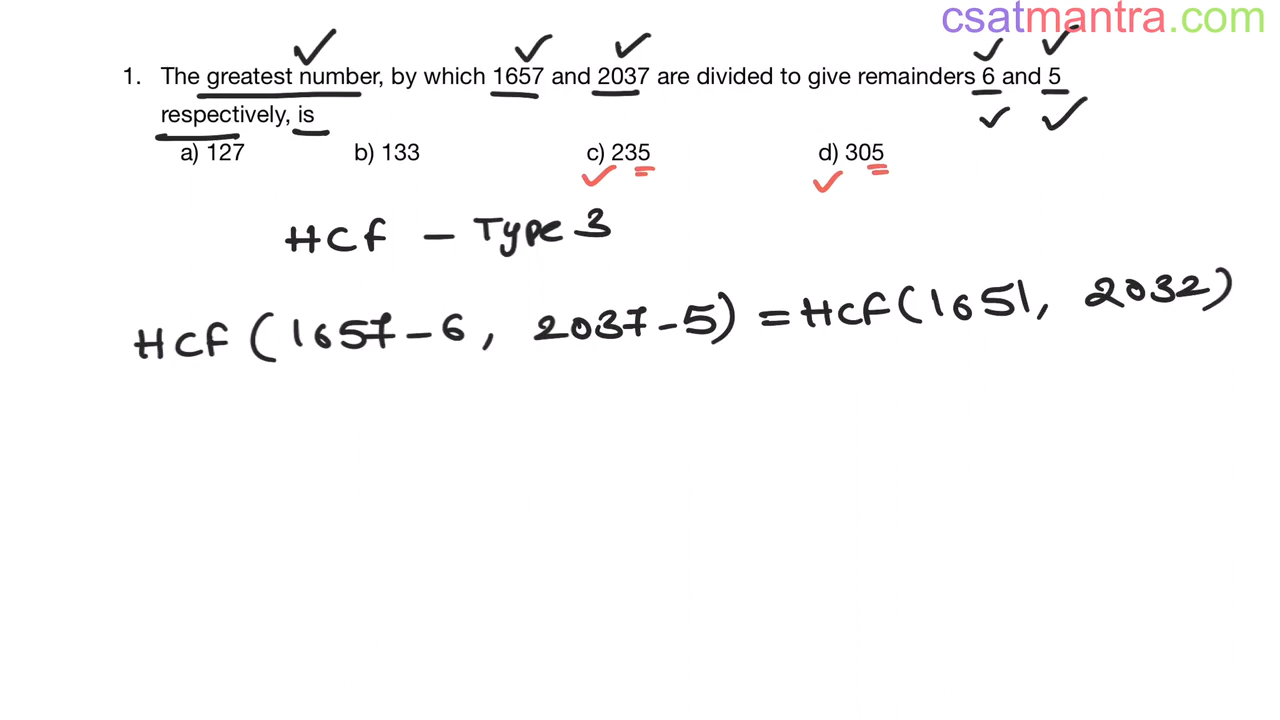 csatmantra.com
1. The greatest number, by which 1657 and 2037 are divided to give remainders 6 and 5
respectively, is
a) 127 b) 133 c) 235 d) 305
HCF - Type 3
HCF (1657-6, 2037-5) = HCF(1651, 2032)